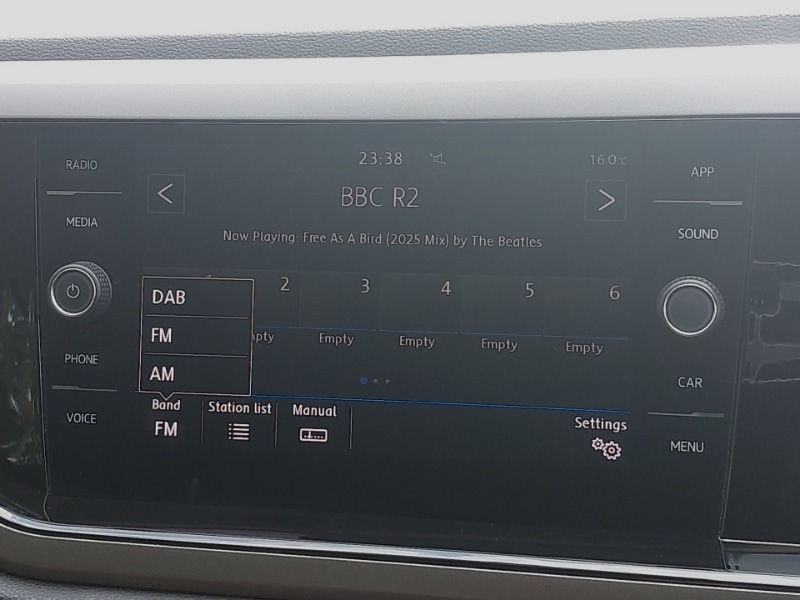 RADIO
23:38
16.0°C
APP
BBC R2
MEDIA
SOUND
Now Playing: Free As A Bird (2025 Mix) by The Beatles
2
3
4
5
6
DAB
FM
AM
Empty
Empty
Empty
Empty
PHONE
CAR
VOICE
Band
FM
Station list
Manual
Settings
MENU